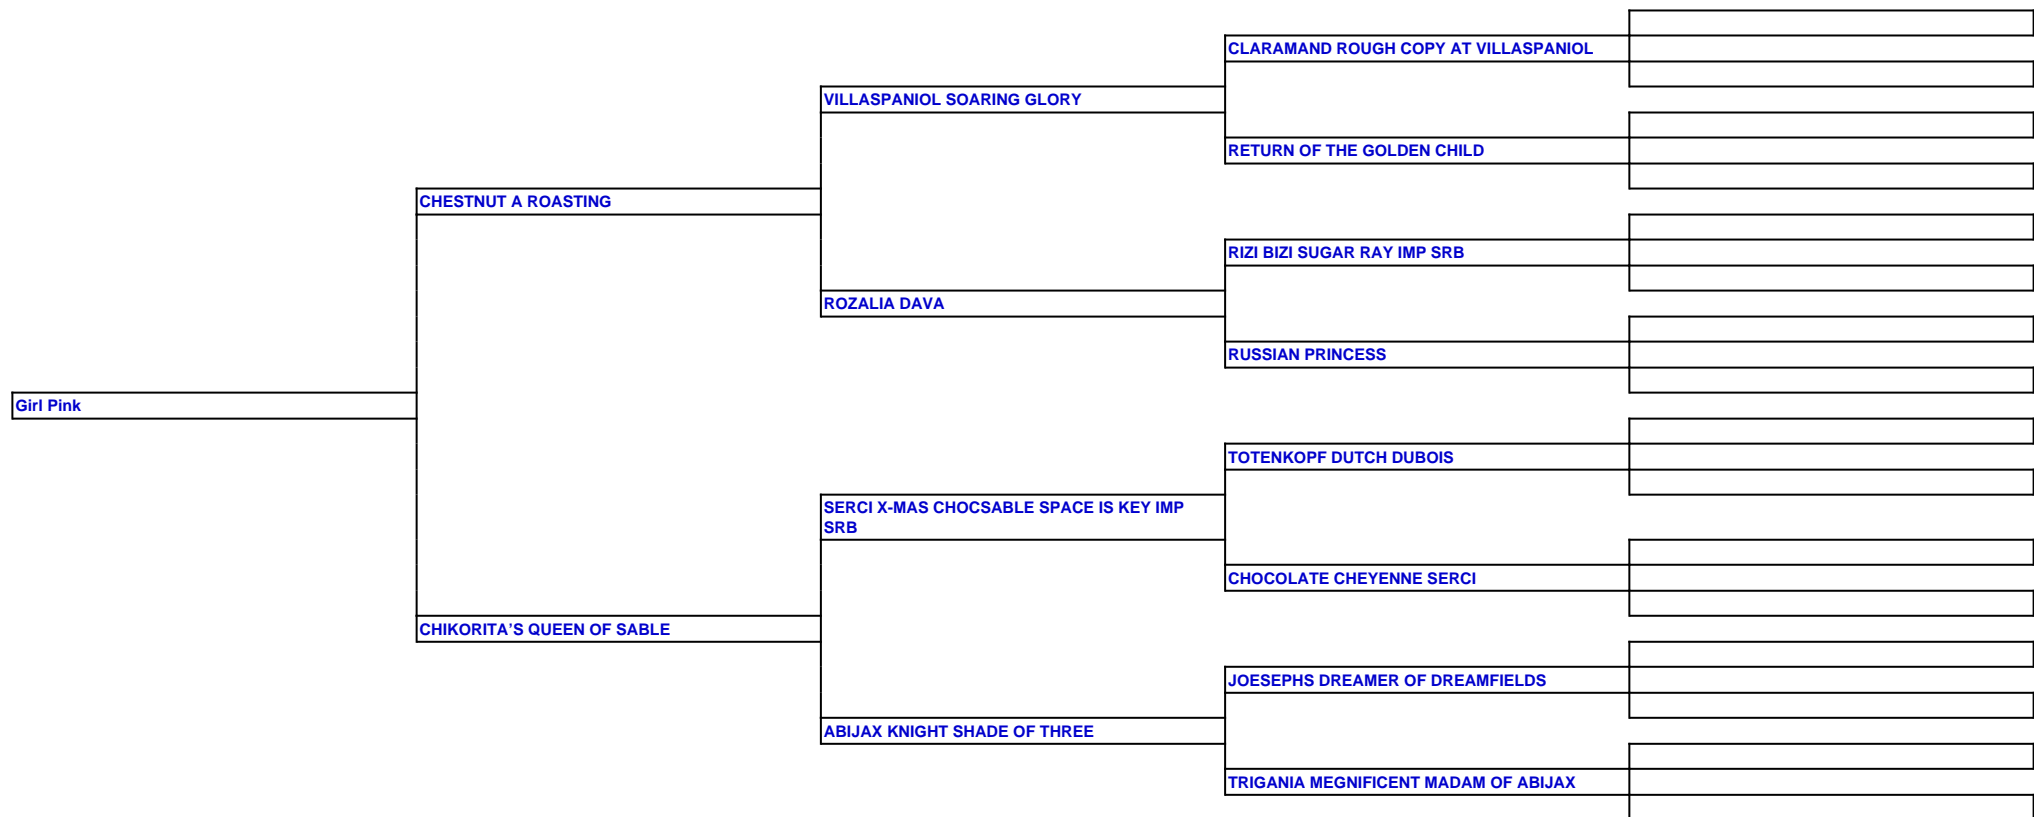 CLARAMAND ROUGH COPY AT VILLASPANIOL
VILLASPANIOL SOARING GLORY
RETURN OF THE GOLDEN CHILD
CHESTNUT A ROASTING
RIZI BIZI SUGAR RAY IMP SRB
ROZALIA DAVA
RUSSIAN PRINCESS
Girl Pink
TOTENKOPF DUTCH DUBOIS
SERCI X-MAS CHOCSABLE SPACE IS KEY IMP
SRB
CHOCOLATE CHEYENNE SERCI
CHIKORITA’S QUEEN OF SABLE
JOESEPHS DREAMER OF DREAMFIELDS
ABIJAX KNIGHT SHADE OF THREE
TRIGANIA MEGNIFICENT MADAM OF ABIJAX